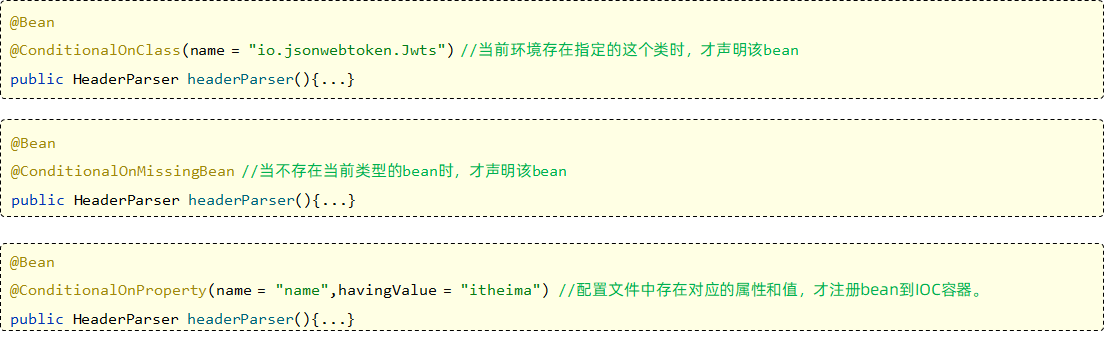 @Bean
@ConditionalOnClass(name = "io.jsonwebtoken.Jwts") //当前环境存在指定的这个类时，才声明该bean
public HeaderParser headerParser(){...}
@Bean
@ConditionalOnMissingBean //当不存在当前类型的bean时，才声明该bean
public HeaderParser headerParser(){...}
@Bean
@ConditionalOnProperty(name = "name",havingValue = "itheima") //配置文件中存在对应的属性和值，才注册bean到IOC容器。
public HeaderParser headerParser(){...}